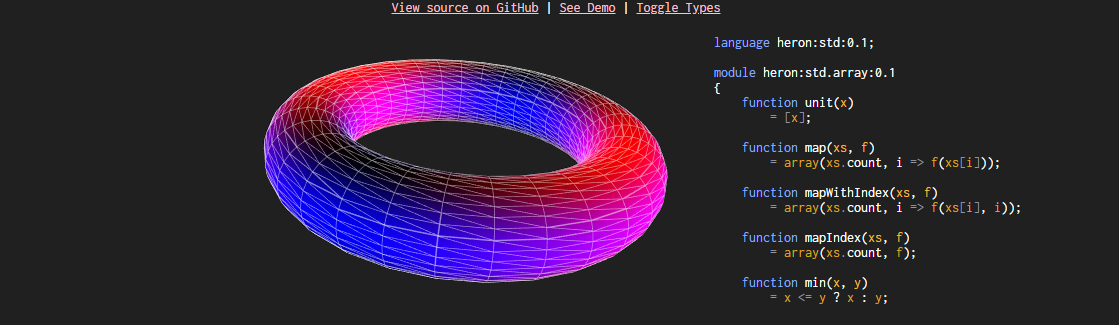 View source on GitHub | See Demo | Toggle Types
language heron:std:0.1;
module heron:std.array:0.1
{
function unit(x)
= [x];
function map(xs, f)
= array(xs.count, i => f(xs[i]));
function mapWithIndex(xs, f)
= array(xs.count, i => f(xs[i], i));
function mapIndex(xs, f)
= array(xs.count, f);
function min(x, y)
= x <= y ? x : y;